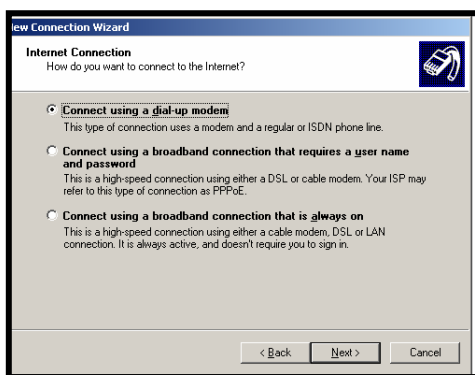 iew Connection Wizard
Internet Connection
How do you want to connect to the Internet?
Connect using a dial-up modem
This type of connection uses a modem and a regular or ISDN phone line.
Connect using a broadband connection that requires a user name
and password
This is a high-speed connection using either a DSL or cable modem. Your ISP may
refer to this type of connection as PPPoE.
Connect using a broadband connection that is always on
This is a high-speed connection using either a cable modem, DSL or LAN
connection. It is always active, and doesn't require you to sign in.
< Back
Next >
Cancel